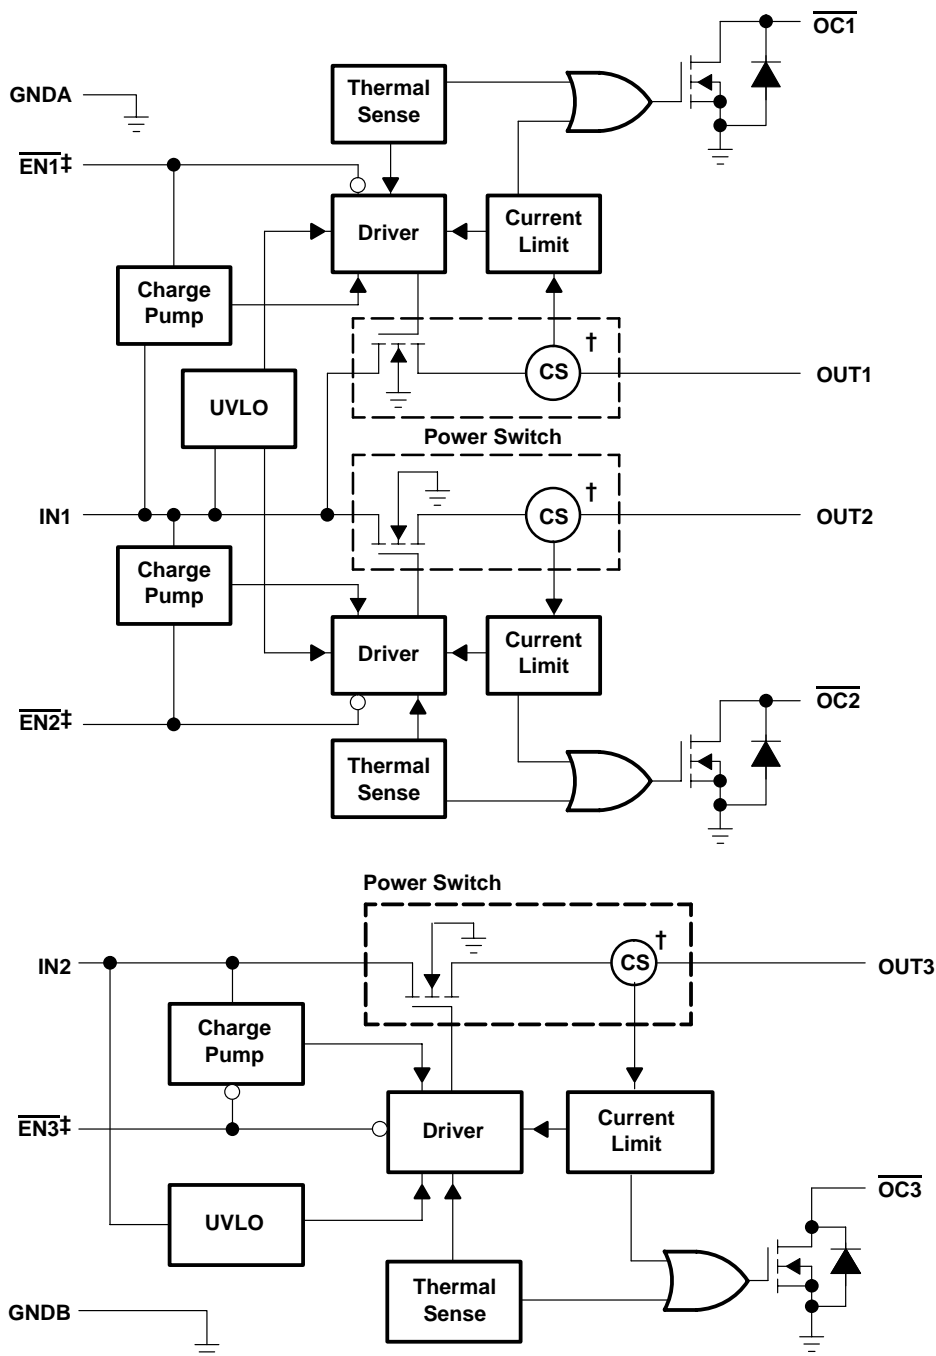 OC1
GNDA
Thermal
Sense
EN1‡
Driver
Current
Limit
Charge
Pump
†
CS
OUT1
UVLO
Power Switch
†
IN1
CS
OUT2
Charge
Pump
Driver
Current
Limit
EN2‡
OC2
Thermal
Sense
Power Switch
†
IN2
CS
OUT3
Charge
Pump
EN3‡
Driver
Current
Limit
OC3
UVLO
Thermal
Sense
GNDB